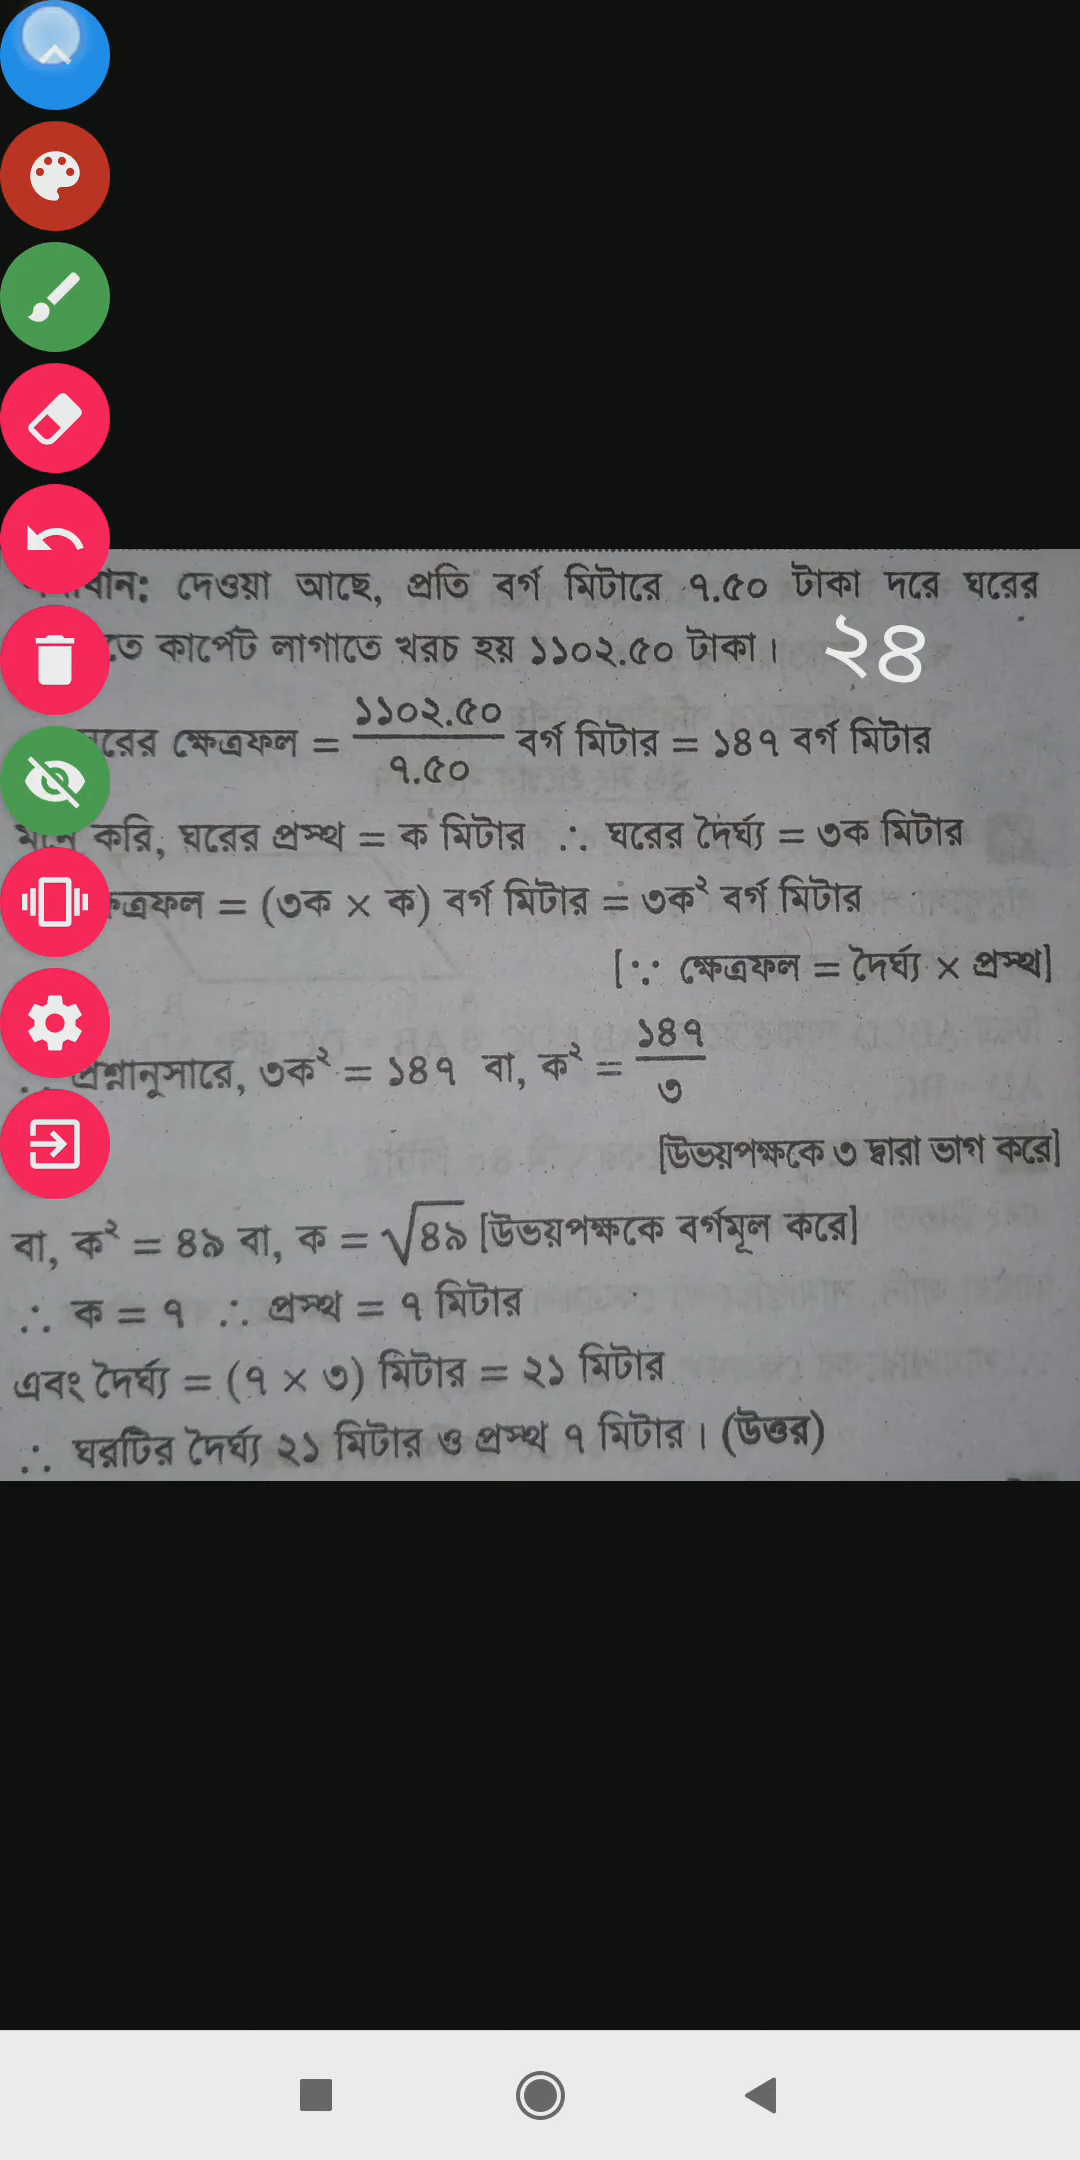 দেওয়া আছে, প্রতি বর্গ মিটারে ৭.৫০ টাকা দরে ঘরের
কার্পেট লাগাতে খরচ হয় ১১০২.৫০ টাকা। ২৪
ক্ষেত্রফল = ১১০২.৫০/৭.৫০ বর্গ মিটার = ১৪৭ বর্গ মিটার
মনে করি, ঘরের প্রস্থ = ক মিটার ∴ ঘরের দৈর্ঘ্য = ৩ক মিটার
= (৩ক × ক) বর্গ মিটার = ৩ক² বর্গ মিটার
[∵ ক্ষেত্রফল = দৈর্ঘ্য × প্রস্থ]
∴ প্রশ্নানুসারে, ৩ক² = ১৪৭ বা, ক² = ১৪৭/৩
[উভয়পক্ষকে ৩ দ্বারা ভাগ করে]
বা, ক² = ৪৯ বা, ক = √৪৯ [উভয়পক্ষকে বর্গমূল করে]
∴ ক = ৭ ∴ প্রস্থ = ৭ মিটার
এবং দৈর্ঘ্য = (৭ × ৩) মিটার = ২১ মিটার
∴ ঘরটির দৈর্ঘ্য ২১ মিটার ও প্রস্থ ৭ মিটার। (উত্তর)